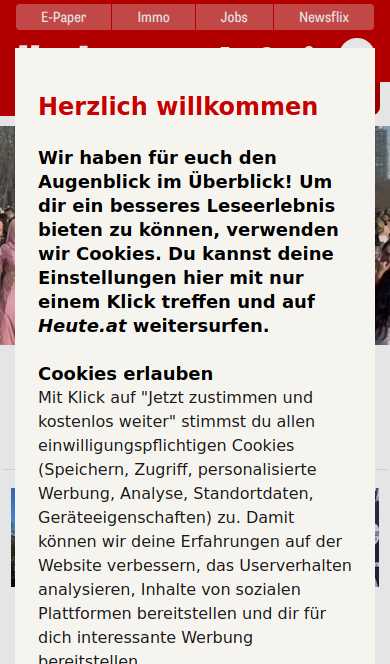 E-Paper Immo Jobs Newsflix
Herzlich willkommen
Wir haben für euch den
Augenblick im Überblick! Um
dir ein besseres Leseerlebnis
bieten zu können, verwenden
wir Cookies. Du kannst deine
Einstellungen hier mit nur
einem Klick treffen und auf
Heute.at weitersurfen.
Cookies erlauben
Mit Klick auf "Jetzt zustimmen und
kostenlos weiter" stimmst du allen
einwilligungspflichtigen Cookies
(Speichern, Zugriff, personalisierte
Werbung, Analyse, Standortdaten,
Geräteeigenschaften) zu. Damit
können wir deine Erfahrungen auf der
Website verbessern, das Userverhalten
analysieren, Inhalte von sozialen
Plattformen bereitstellen und dir für
dich interessante Werbung
bereitstellen